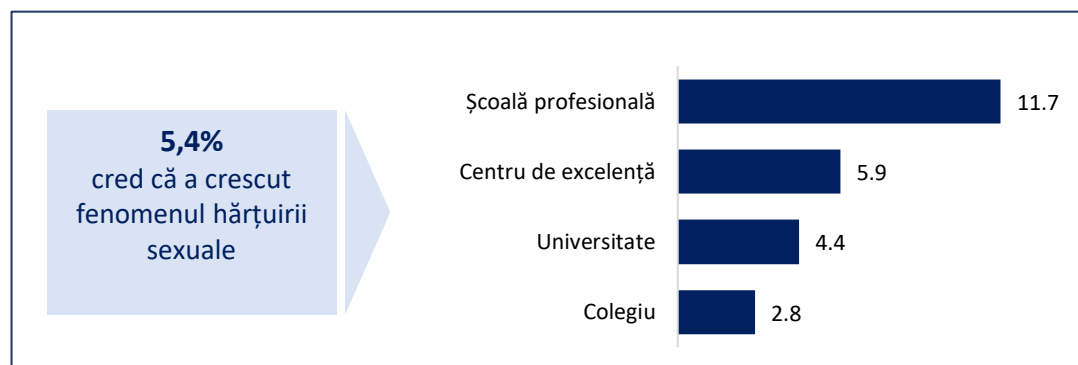 5,4%
cred că a crescut
fenomenul hărțuirii
sexuale
Școală profesională 11.7
Centru de excelență 5.9
Universitate 4.4
Colegiu 2.8